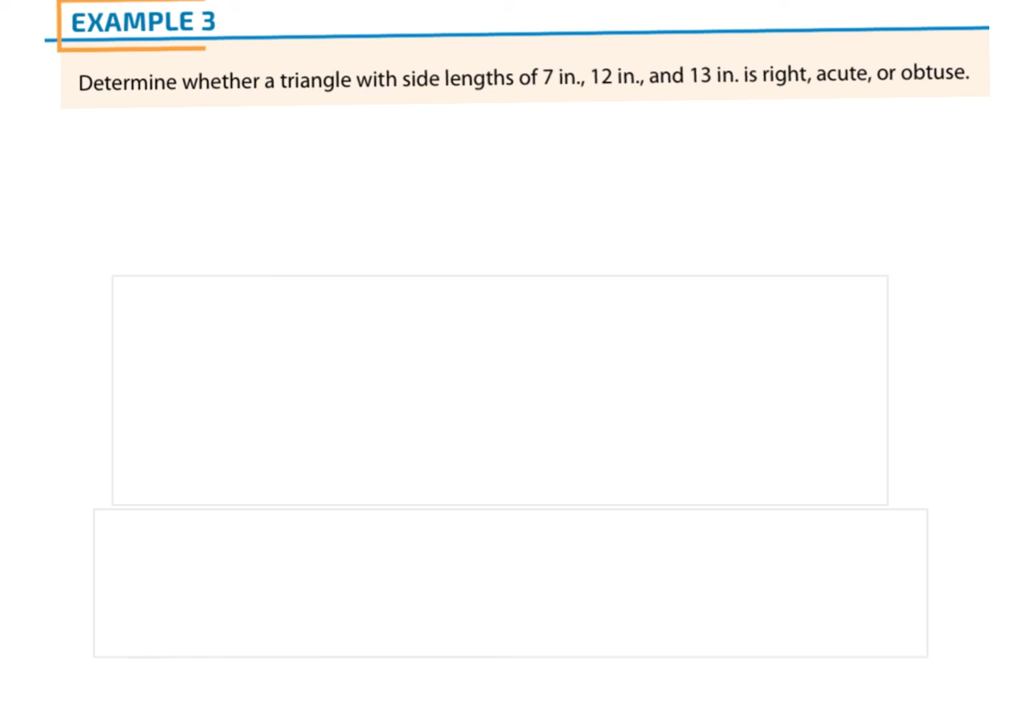 EXAMPLE 3
Determine whether a triangle with side lengths of 7 in., 12 in., and 13 in. is right, acute, or obtuse.